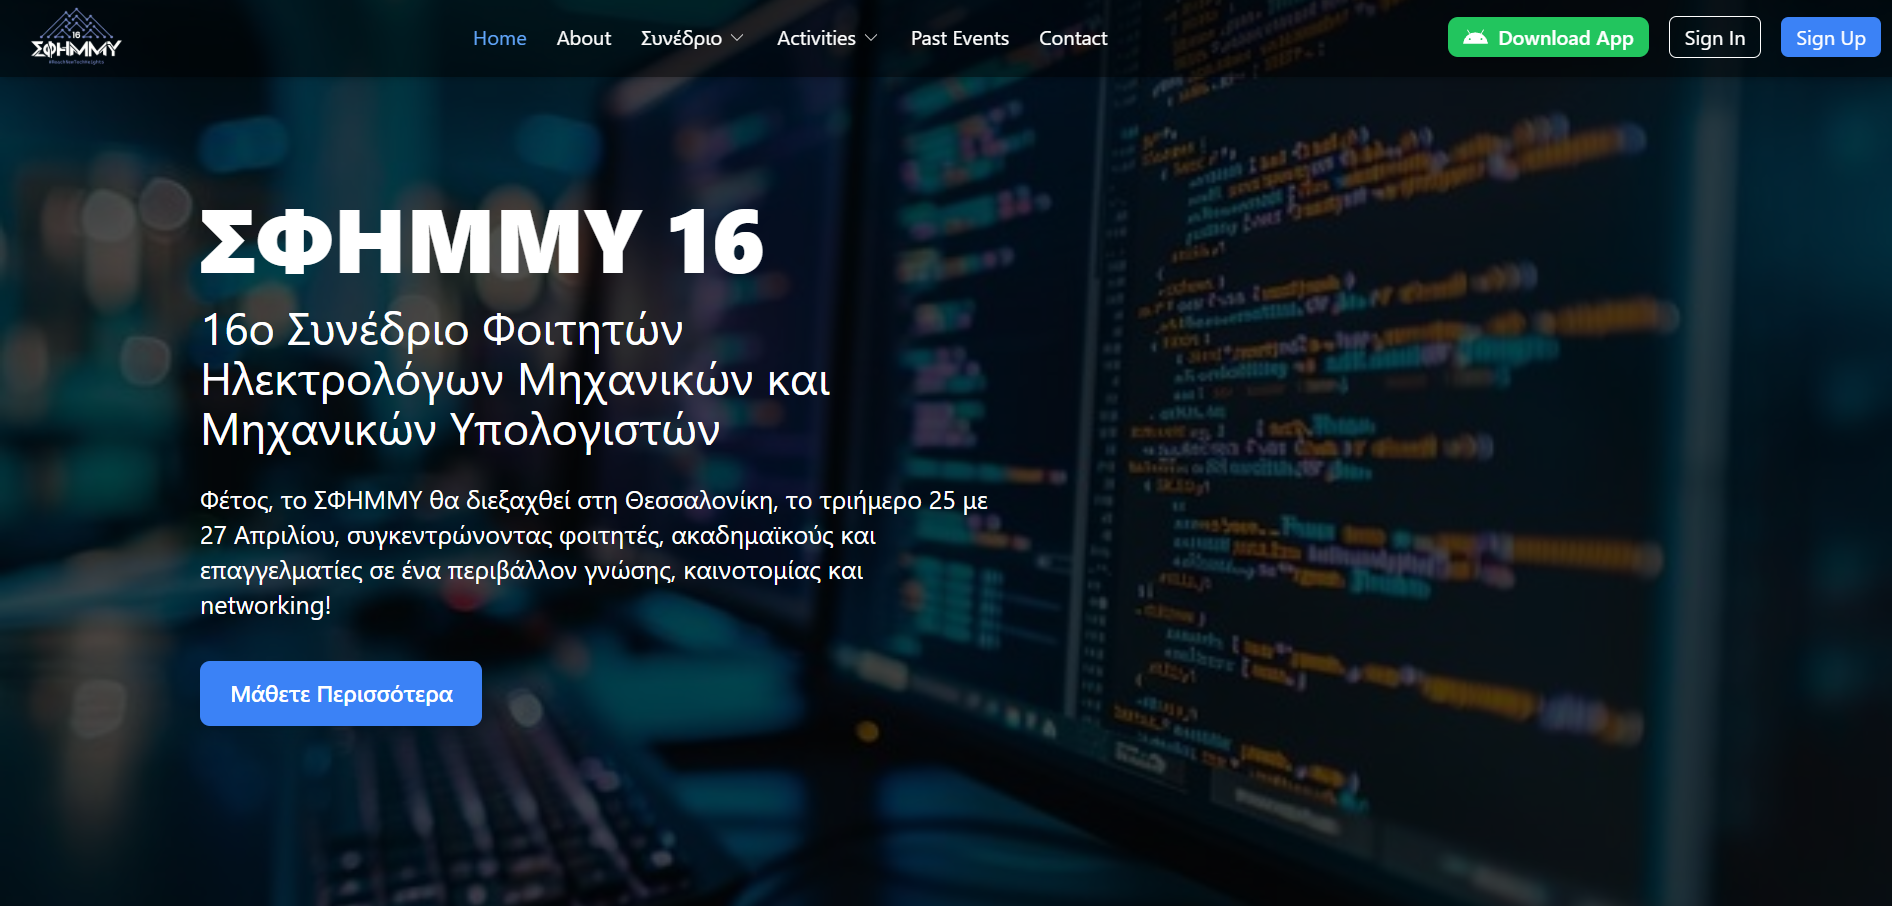 16
ΣΦΗΜΜΥ
Home
About
Συνέδριο
Activities
Past Events
Contact
Download App
Sign In
Sign Up
ΣΦΗΜΜΥ 16
16ο Συνέδριο Φοιτητών
Ηλεκτρολόγων Μηχανικών και
Μηχανικών Υπολογιστών
Φέτος, το ΣΦΗΜΜΥ θα διεξαχθεί στη Θεσσαλονίκη, το τριήμερο 25 με
27 Απριλίου, συγκεντρώνοντας φοιτητές, ακαδημαϊκούς και
επαγγελματίες σε ένα περιβάλλον γνώσης, καινοτομίας και
networking!
Μάθετε Περισσότερα